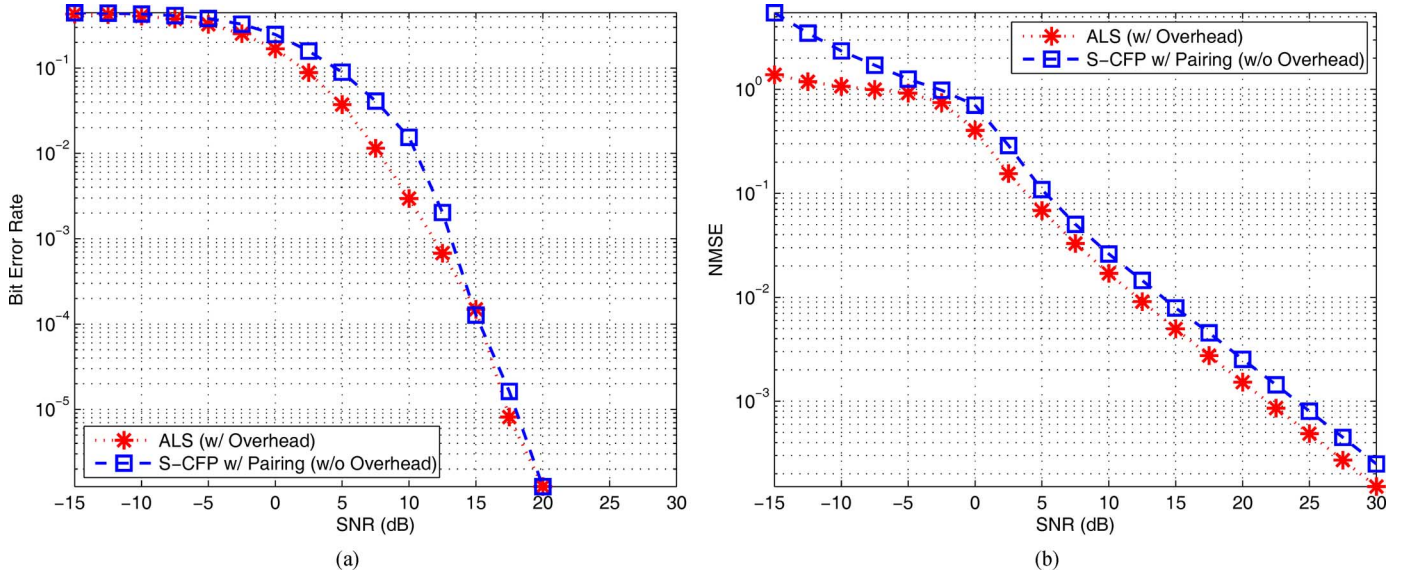 10⁻¹
10⁻²
10⁻³
10⁻⁴
10⁻⁵
Bit Error Rate
ALS (w/ Overhead)
S−CFP w/ Pairing (w/o Overhead)
−15 −10 −5 0 5 10 15 20 25 30
SNR (dB)
(a)
ALS (w/ Overhead)
S−CFP w/ Pairing (w/o Overhead)
10⁰
10⁻¹
10⁻²
10⁻³
NMSE
−15 −10 −5 0 5 10 15 20 25 30
SNR (dB)
(b)